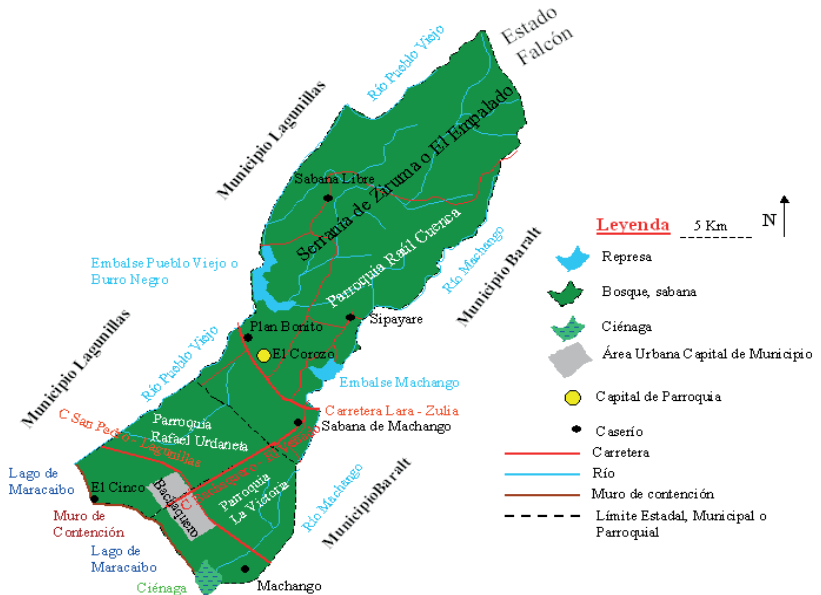 Estado
Falcón
Río Pueblo Viejo
Municipio Lagunillas
Serranía de Ziruma o El Empalado
Sabana Libre
Parroquia Raúl Cuenca
Embalse Pueblo Viejo o
Burro Negro
Río Machango
Municipio Baralt
Sipayare
Plan Bonito
El Corozo
Municipio Lagunillas
Río Pueblo Viejo
Embalse Machango
Carretera Lara - Zulia
Sabana de Machango
C San Pedro - Lagunillas
Parroquia
Rafael Urdaneta
C Bachaquero - El Venado
Parroquia
La Victoria
Bachaquero
Río Machango
MunicipioBaralt
Lago de
Maracaibo
El Cinco
Muro de
Contención
Lago de
Maracaibo
Ciénaga
Machango
Leyenda
5 Km
N
Represa
Bosque, sabana
Ciénaga
Área Urbana Capital de Municipio
Capital de Parroquia
Caserío
Carretera
Río
Muro de contención
Límite Estadal, Municipal o
Parroquial